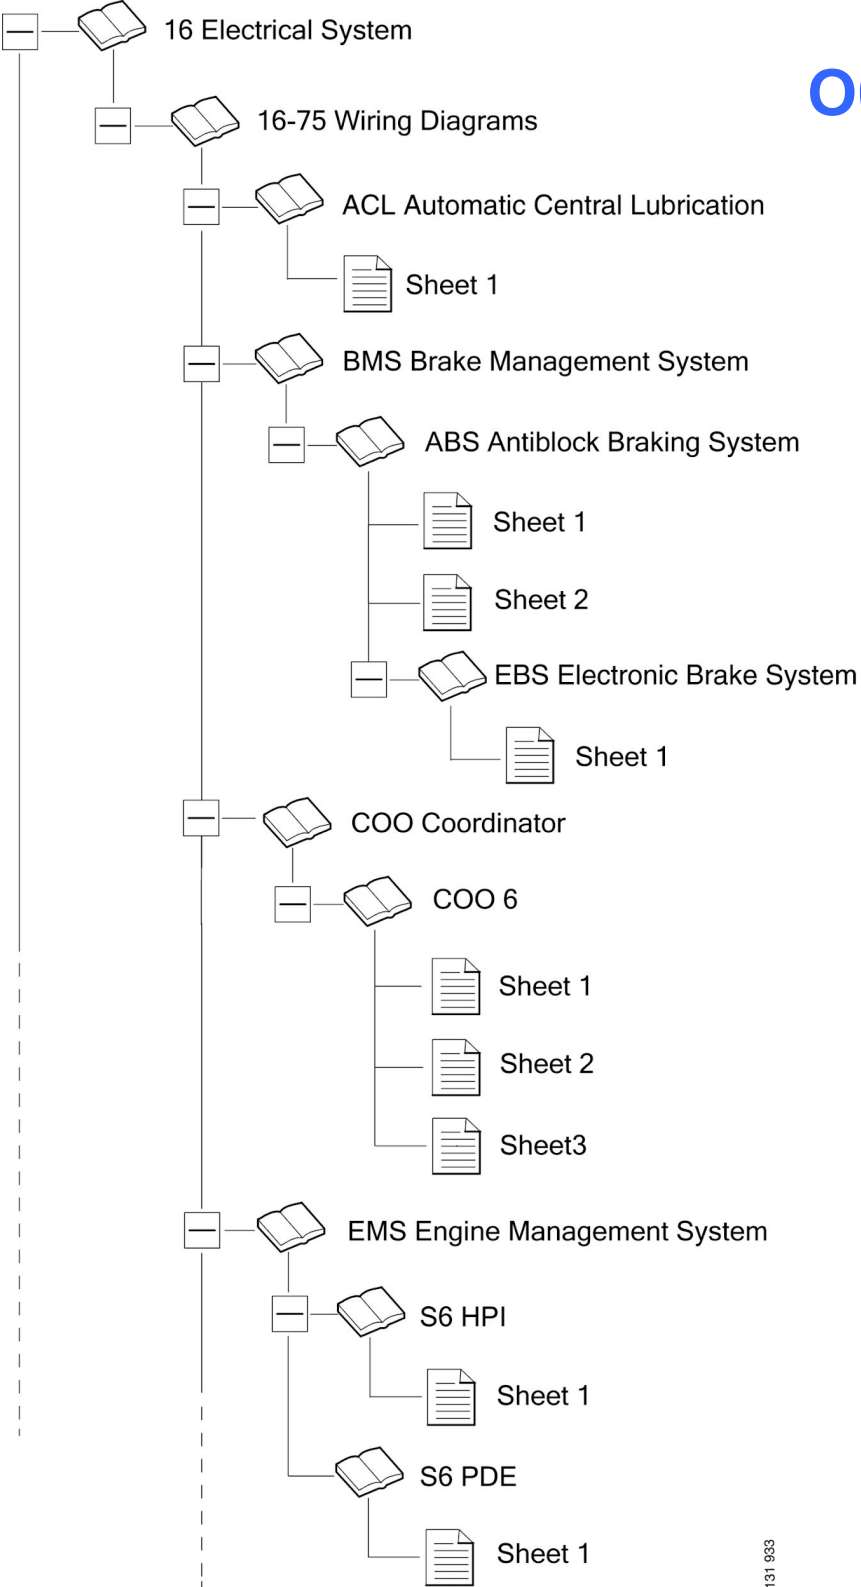 16 Electrical System
16-75 Wiring Diagrams
ACL Automatic Central Lubrication
Sheet 1
BMS Brake Management System
ABS Antiblock Braking System
Sheet 1
Sheet 2
EBS Electronic Brake System
Sheet 1
COO Coordinator
COO 6
Sheet 1
Sheet 2
Sheet3
EMS Engine Management System
S6 HPI
Sheet 1
S6 PDE
Sheet 1
131 933